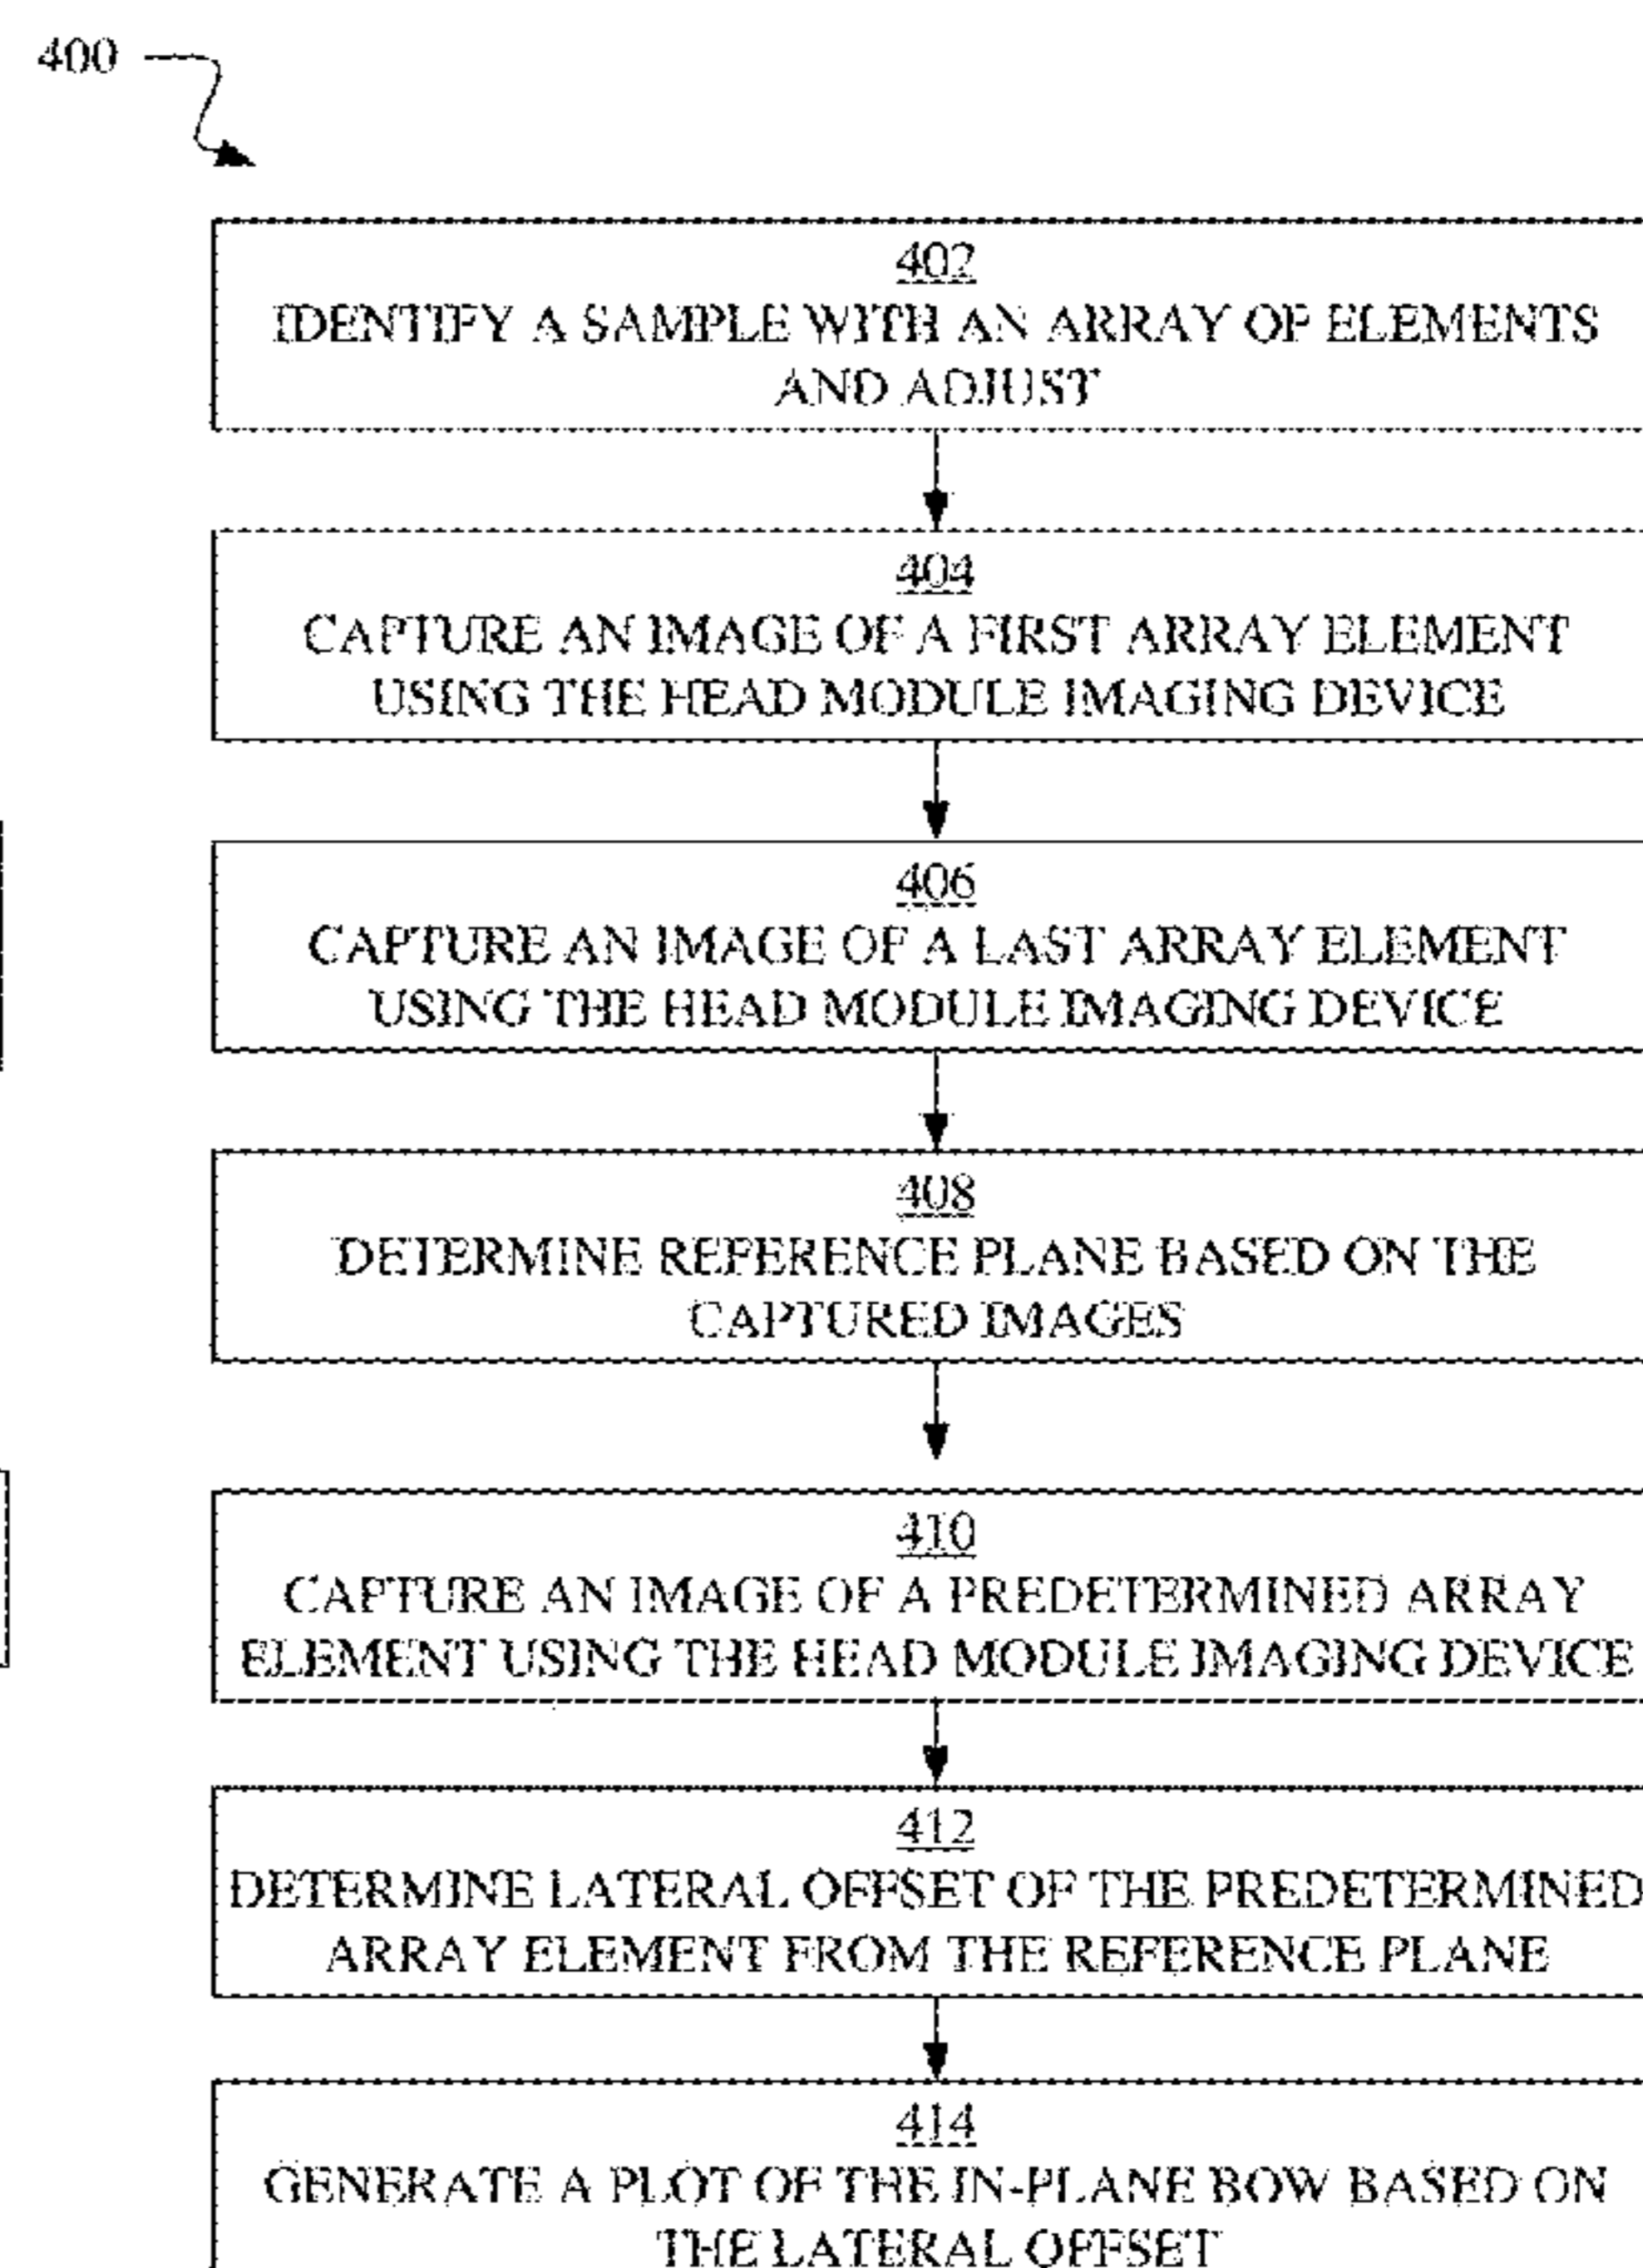 400
402
IDENTIFY A SAMPLE WITH AN ARRAY OF ELEMENTS
AND ADJUST
404
CAPTURE AN IMAGE OF A FIRST ARRAY ELEMENT
USING THE HEAD MODULE IMAGING DEVICE
406
CAPTURE AN IMAGE OF A LAST ARRAY ELEMENT
USING THE HEAD MODULE IMAGING DEVICE
408
DETERMINE REFERENCE PLANE BASED ON THE
CAPTURED IMAGES
410
CAPTURE AN IMAGE OF A PREDETERMINED ARRAY
ELEMENT USING THE HEAD MODULE IMAGING DEVICE
412
DETERMINE LATERAL OFFSET OF THE PREDETERMINED
ARRAY ELEMENT FROM THE REFERENCE PLANE
414
GENERATE A PLOT OF THE IN-PLANE BOW BASED ON
THE LATERAL OFFSET